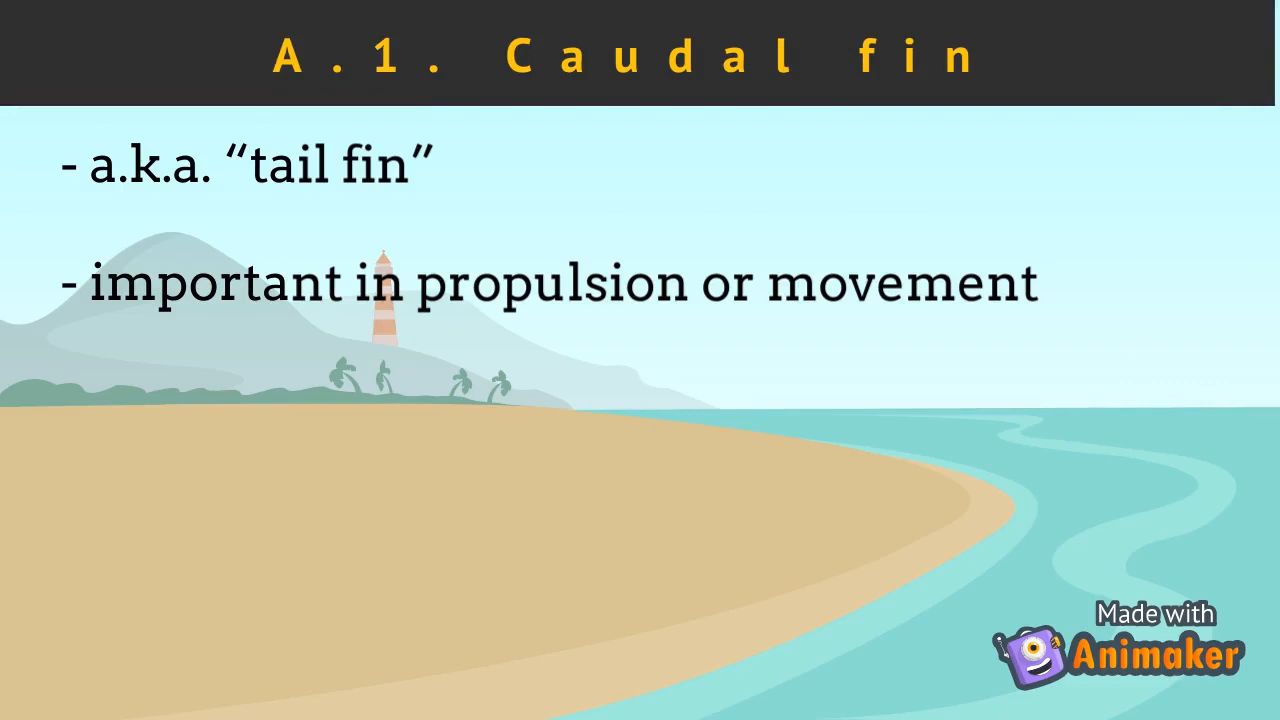 A.1. Caudal fin
- a.k.a. “tail fin”
- important in propulsion or movement
Made with
Animaker